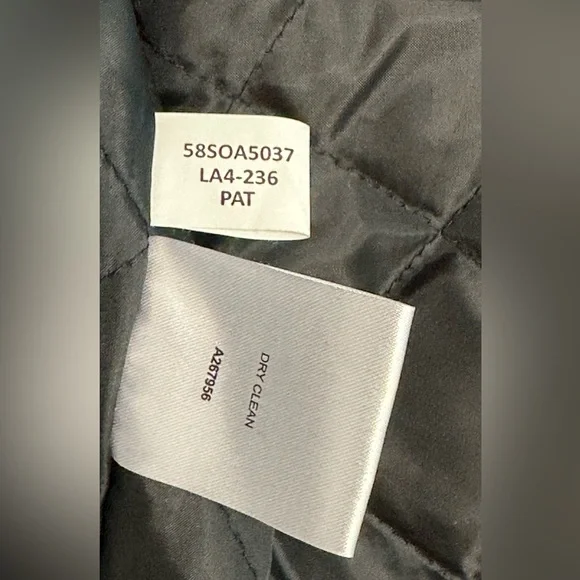 58SOA5037
LA4-236
PAT
DRY CLEAN
A267956